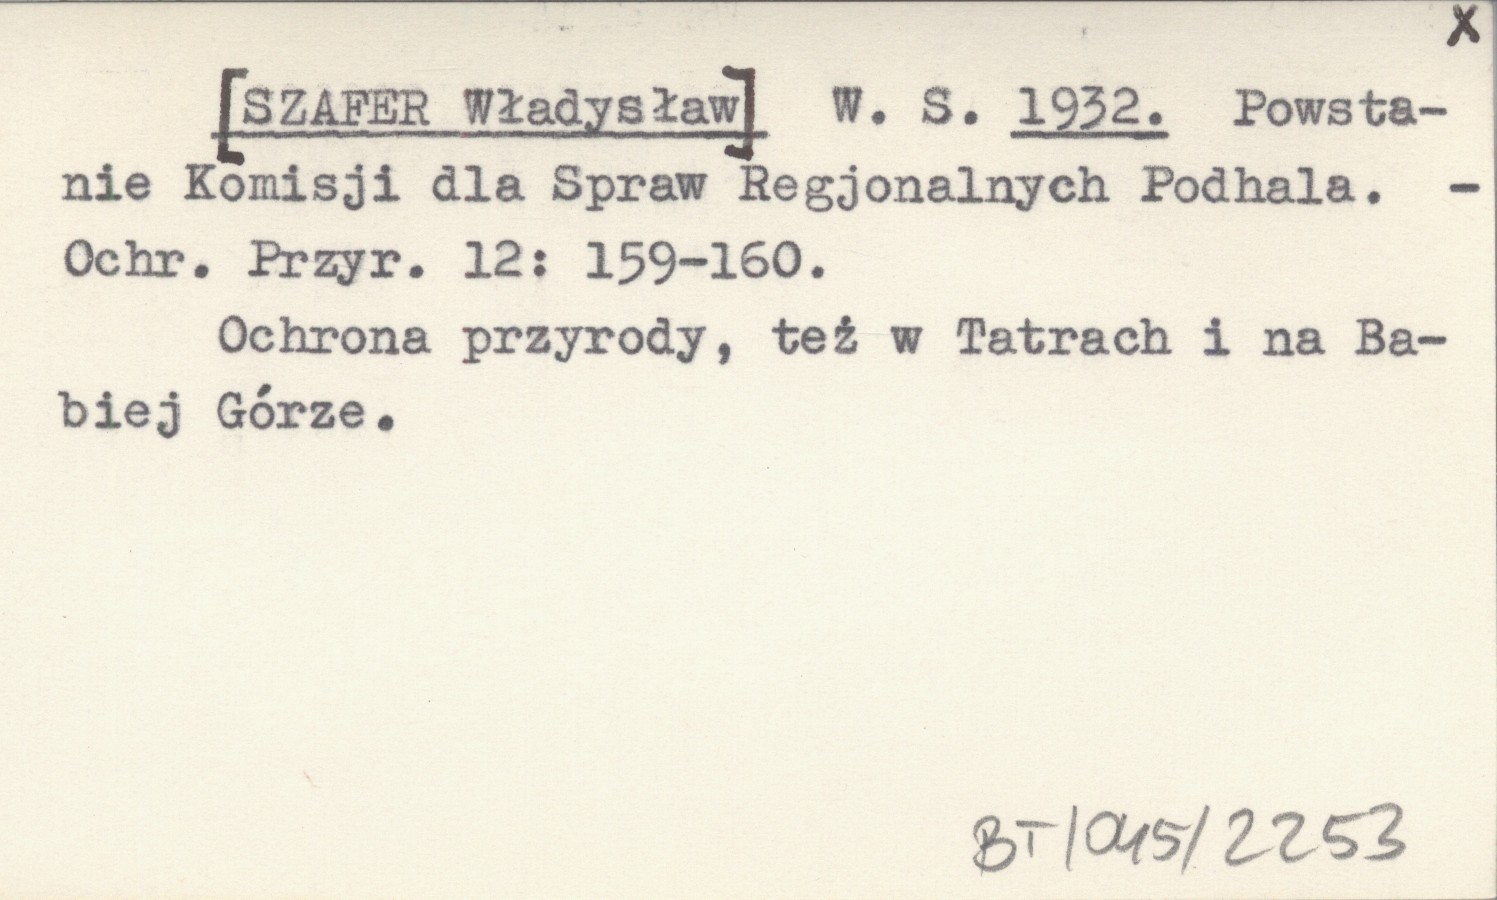 X
[SZAFER Władysław] W. S. 1932. Powsta-
nie Komisji dla Spraw Regjonalnych Podhala. -
Ochr. Przyr. 12: 159-160.
Ochrona przyrody, też w Tatrach i na Ba-
biej Górze.
BT/045/2253